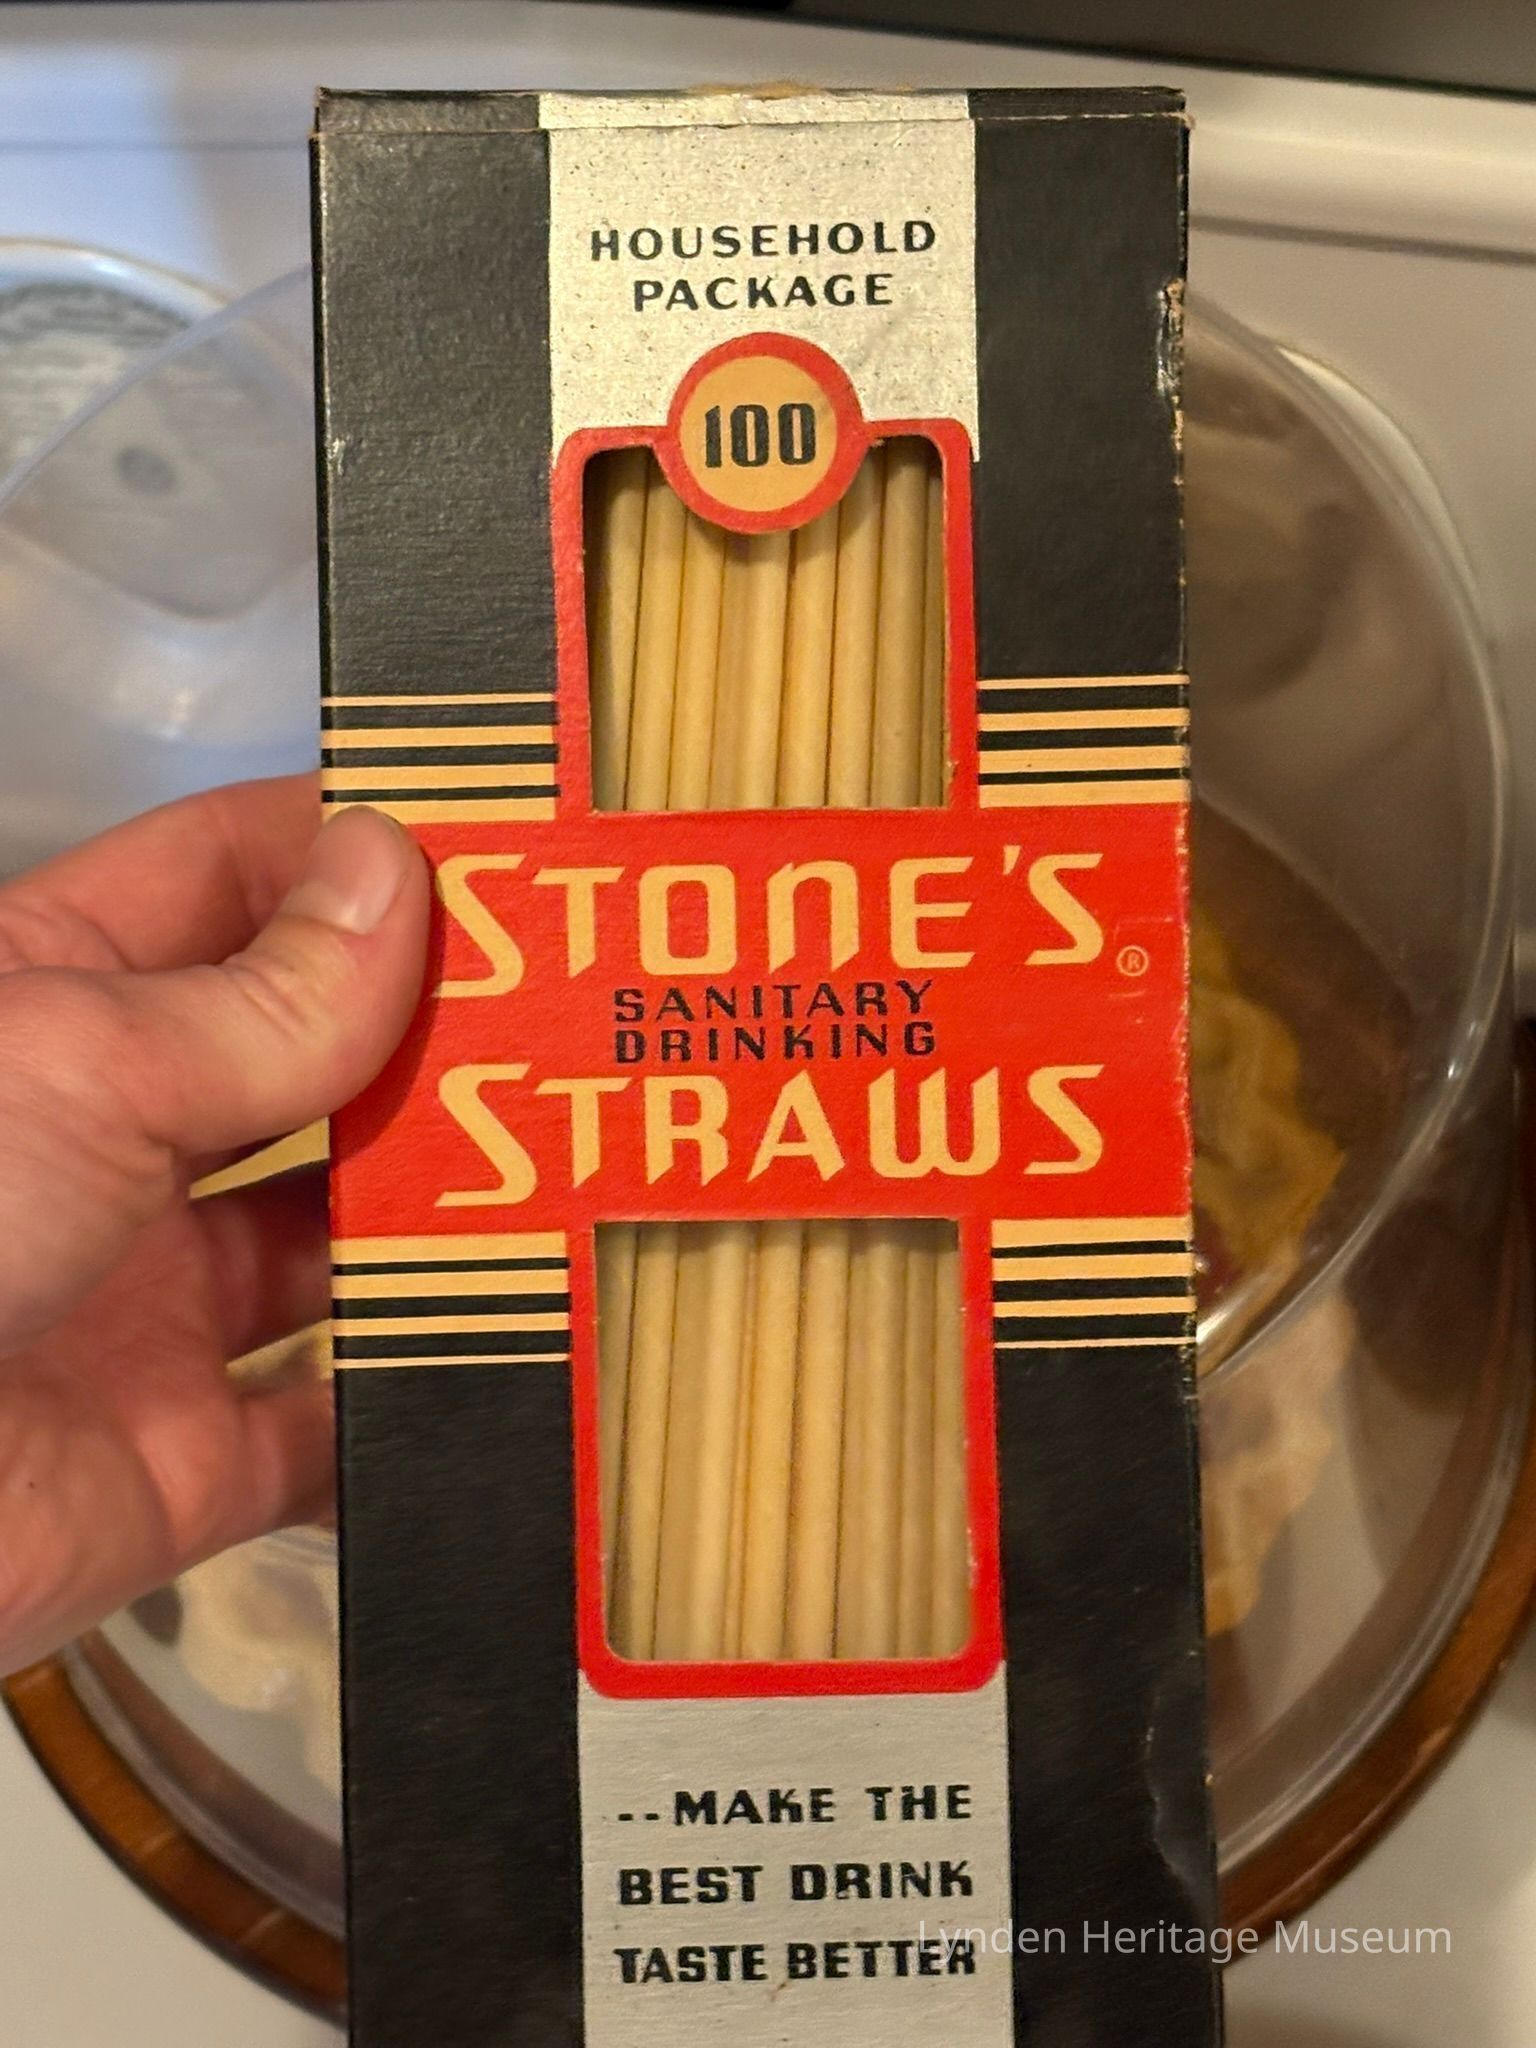 HOUSEHOLD
PACKAGE
100
STONE'S®
SANITARY
DRINKING
STRAWS
--MAKE THE
BEST DRINK
TASTE BETTER
Lynden Heritage Museum